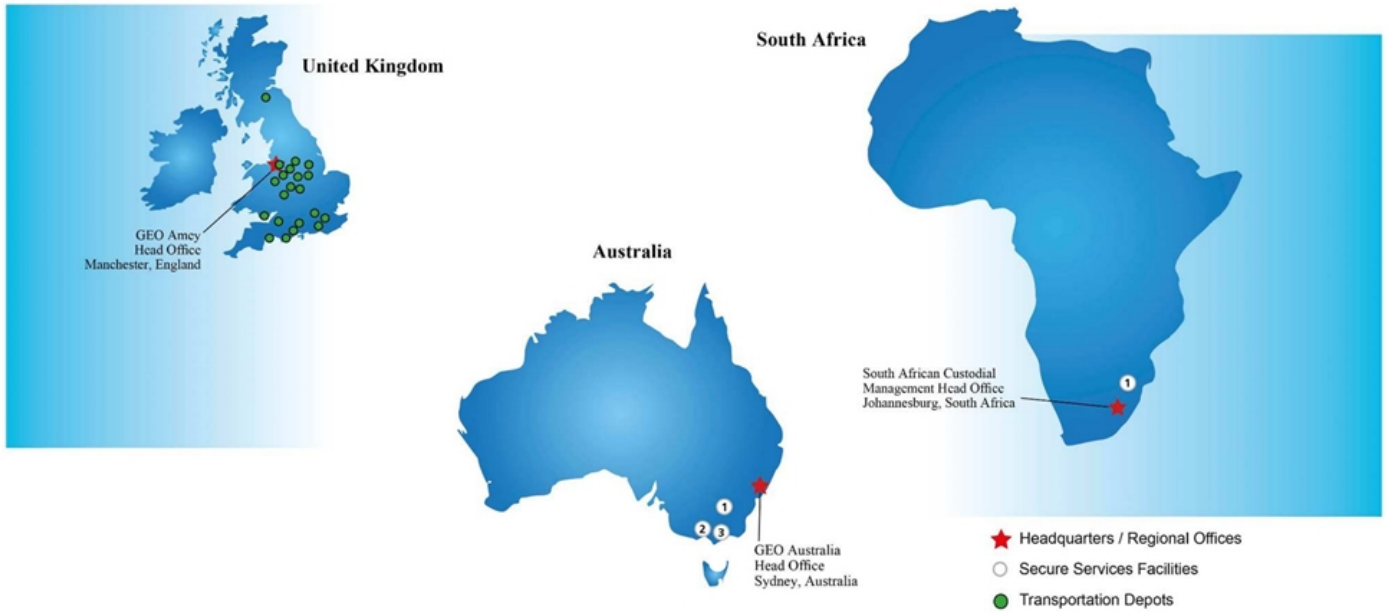 United Kingdom
GEO Amey
Head Office
Manchester, England
Australia
1
2
3
GEO Australia
Head Office
Sydney, Australia
South Africa
1
South African Custodial
Management Head Office
Johannesburg, South Africa
Headquarters / Regional Offices
Secure Services Facilities
Transportation Depots